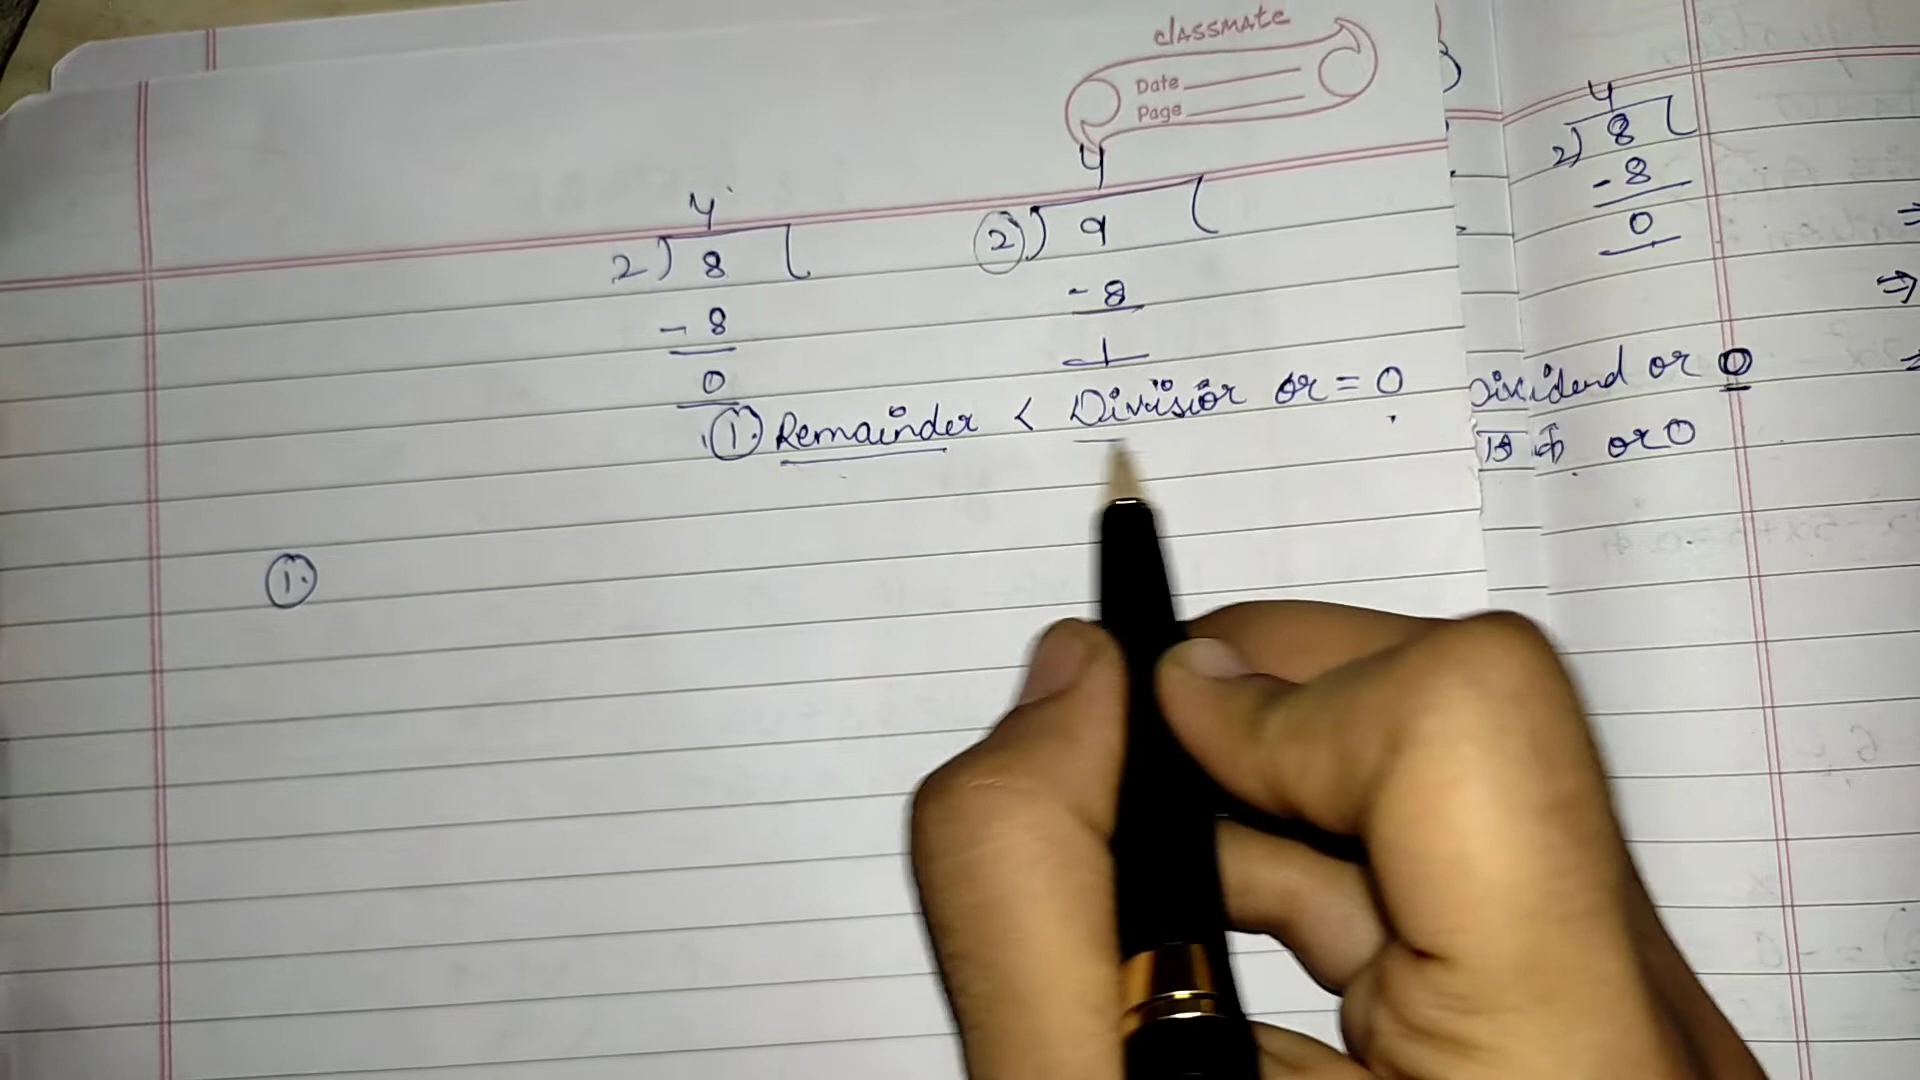 classmate
Date
Page
4
2) 8
- 8
0
4
2) 9
- 8
1
① Remainder < Divisior or = 0
①.
4
2) 8
- 8
0
Dividend or 0
or 0